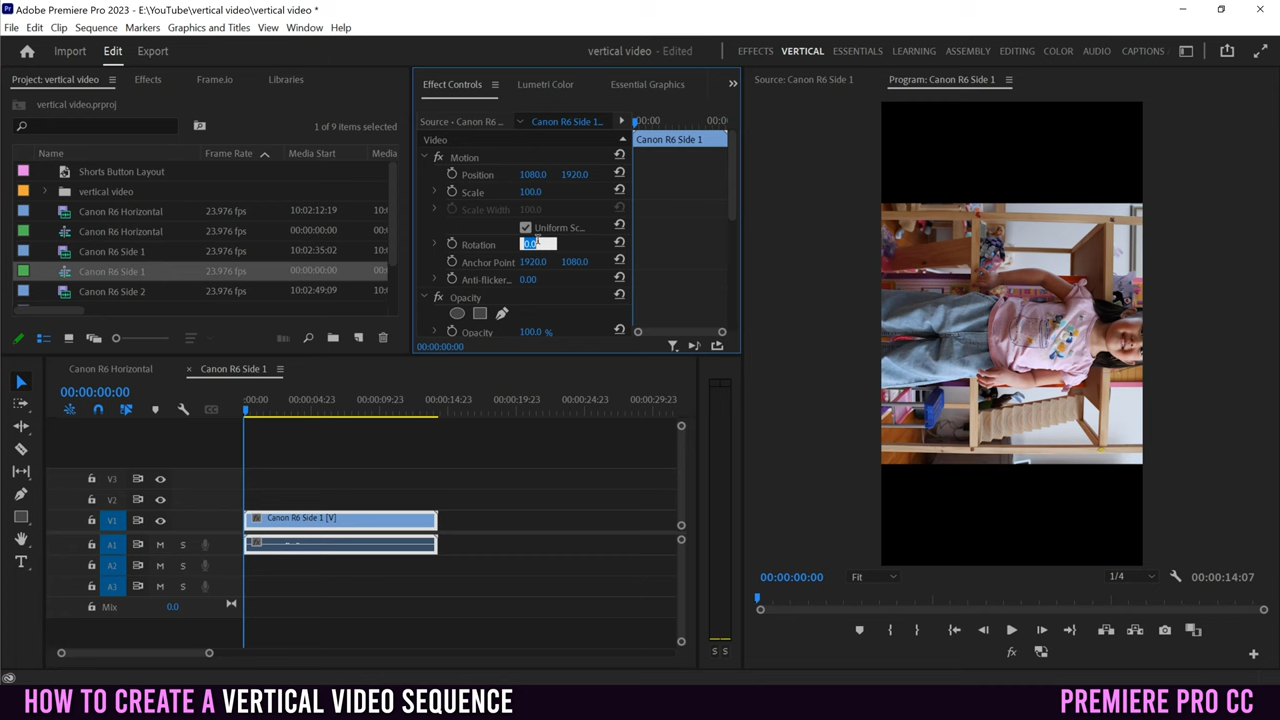 Pr Adobe Premiere Pro 2023 - E:\YouTube\vertical video\vertical video *
File Edit Clip Sequence Markers Graphics and Titles View Window Help
Import Edit Export vertical video - Edited EFFECTS VERTICAL ESSENTIALS LEARNING ASSEMBLY EDITING COLOR AUDIO CAPTIONS
Project: vertical video Effects Frame.io Libraries
vertical video.prproj
1 of 9 items selected
Name Frame Rate Media Start Media
Shorts Button Layout
vertical video
Canon R6 Horizontal 23.976 fps 10:02:12:19 10:0
Canon R6 Horizontal 23.976 fps 00:00:00:00 00:0
Canon R6 Side 1 23.976 fps 10:02:35:02 10:0
Canon R6 Side 1 23.976 fps 00:00:00:00 00:0
Canon R6 Side 2 23.976 fps 10:02:49:09 10:0
Effect Controls Lumetri Color Essential Graphics
Source - Canon R6 ... Canon R6 Side 1... :00:00 00:0
Video Canon R6 Side 1
fx Motion
Position 1080.0 1920.0
Scale 100.0
Scale Width 100.0
Uniform Sc...
Rotation 0.0
Anchor Point 1920.0 1080.0
Anti-flicker... 0.00
fx Opacity
Opacity 100.0 %
00:00:00:00
Source: Canon R6 Side 1 Program: Canon R6 Side 1
00:00:00:00 Fit 1/4 00:00:14:07
fx
Canon R6 Horizontal × Canon R6 Side 1
00:00:00:00
:00:00 00:00:04:23 00:00:09:23 00:00:14:23 00:00:19:23 00:00:24:23 00:00:29:23
V3
V2
V1 fx Canon R6 Side 1 [V]
A1 M S fx
A2 M S
A3 M S
Mix 0.0
S S
HOW TO CREATE A VERTICAL VIDEO SEQUENCE PREMIERE PRO CC